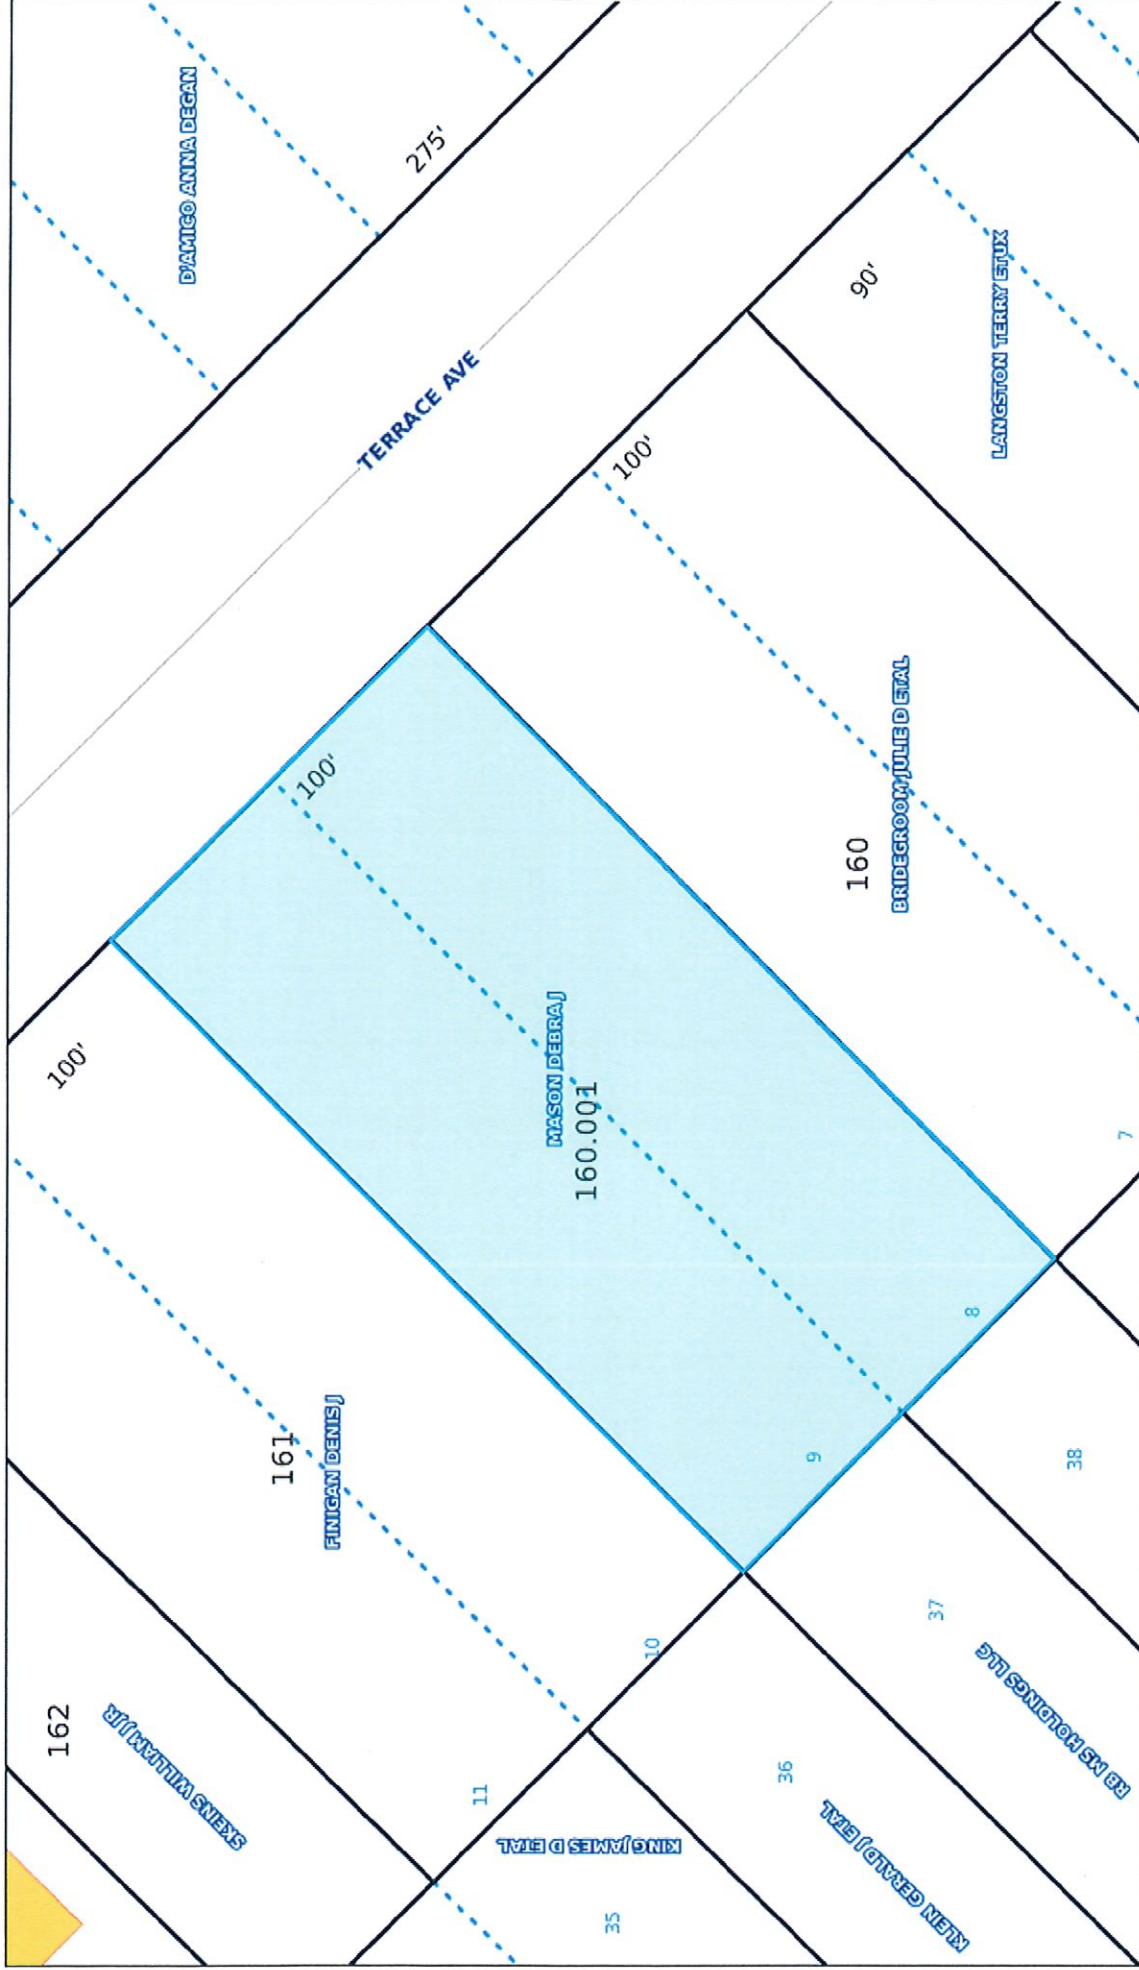 D'AMICO ANNA DEGAN
275'
TERRACE AVE
90'
LANGSTON TERRY ETUX
100'
100'
160
BRIDEGROOM JULIE D ETAL
100'
MASON DEBRA J
160.001
7
8
9
161
FINIGAN DENIS J
38
37
RB MS HOLDINGS LLC
10
162
SKEINS WILLIAM J JR
11
36
KLEIN GERALD J ETAL
KING JAMES D ETAL
35